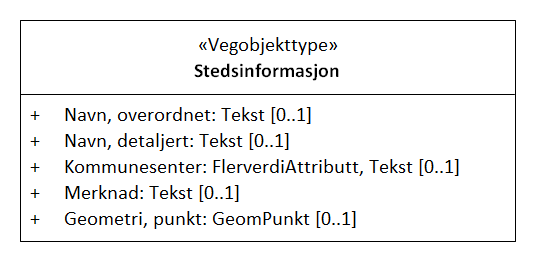 «Vegobjekttype»
Stedsinformasjon
+ Navn, overordnet: Tekst [0..1]
+ Navn, detaljert: Tekst [0..1]
+ Kommunesenter: FlerverdiAttributt, Tekst [0..1]
+ Merknad: Tekst [0..1]
+ Geometri, punkt: GeomPunkt [0..1]